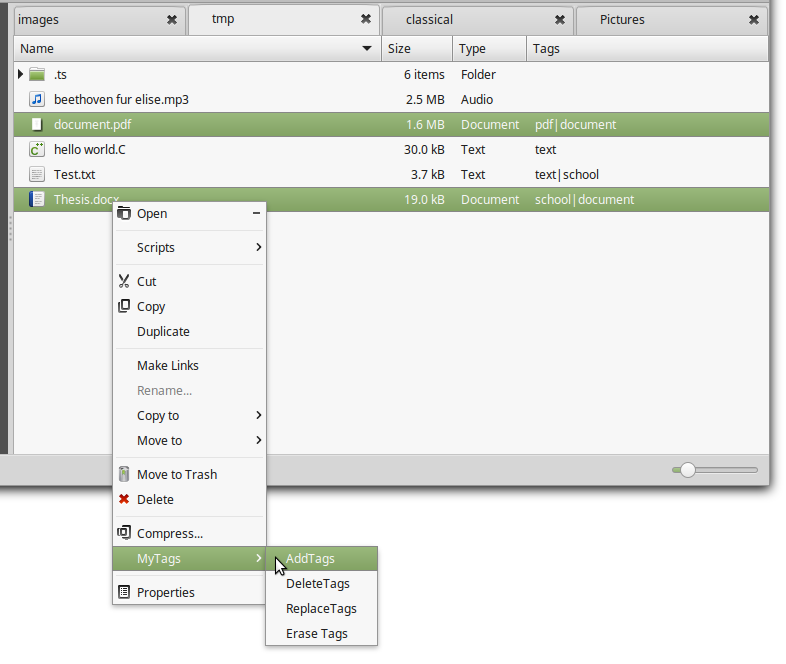 images tmp classical Pictures
Name Size Type Tags
.ts 6 items Folder
beethoven fur elise.mp3 2.5 MB Audio
document.pdf 1.6 MB Document pdf|document
hello world.C 30.0 kB Text text
Test.txt 3.7 kB Text text|school
Thesis.docx 19.0 kB Document school|document
Open
Scripts
Cut
Copy
Duplicate
Make Links
Rename...
Copy to
Move to
Move to Trash
Delete
Compress...
MyTags AddTags
DeleteTags
Properties
ReplaceTags
Erase Tags